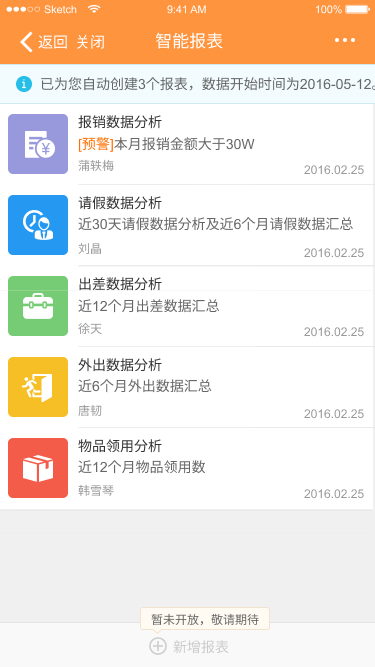 Sketch 9:41 AM 100%
返回 关闭 智能报表
已为您自动创建3个报表，数据开始时间为2016-05-12。
报销数据分析
[预警]本月报销金额大于30W
蒲轶梅 2016.02.25
请假数据分析
近30天请假数据分析及近6个月请假数据汇总
刘晶 2016.02.25
出差数据分析
近12个月出差数据汇总
徐天 2016.02.25
外出数据分析
近6个月外出数据汇总
唐韧 2016.02.25
物品领用分析
近12个月物品领用数
韩雪琴 2016.02.25
暂未开放，敬请期待
新增报表